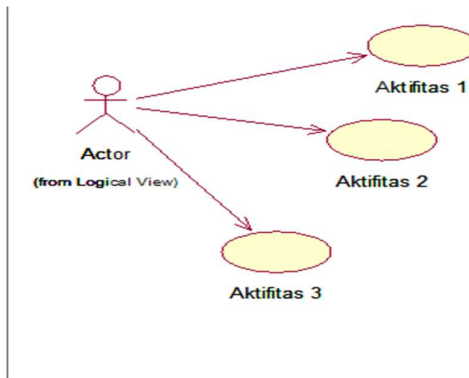 Aktifitas 1
Actor
(from Logical View)
Aktifitas 2
Aktifitas 3